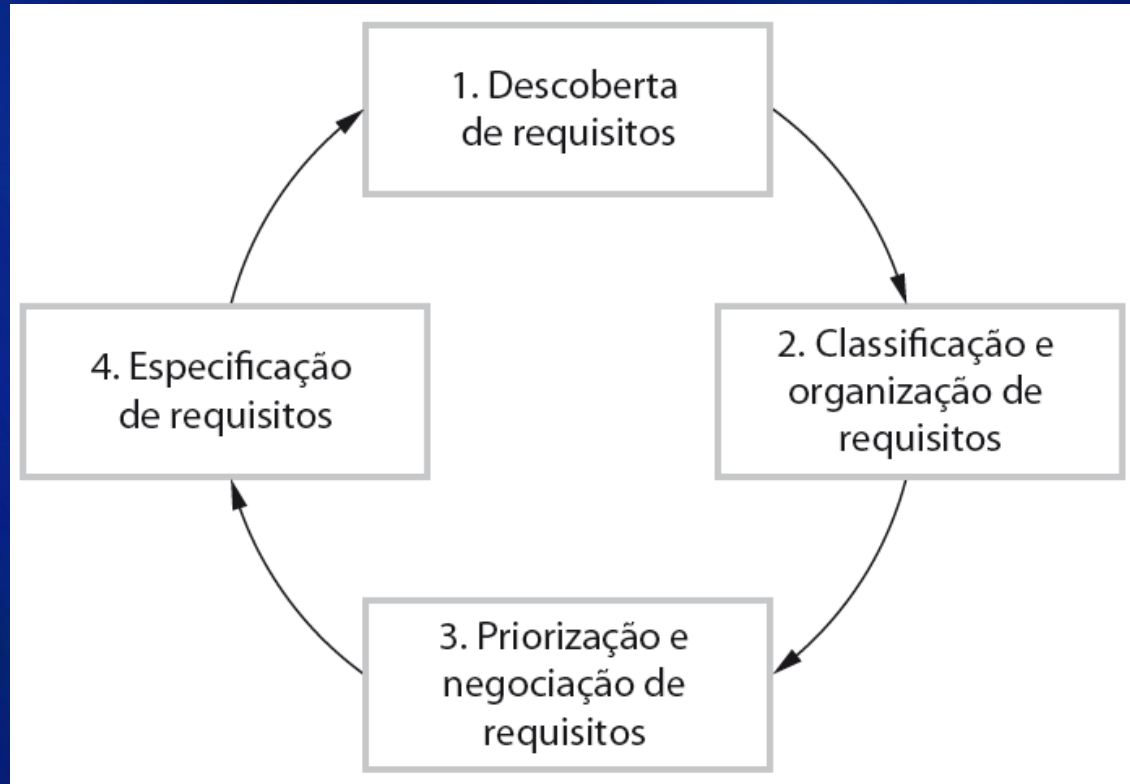 1. Descoberta
de requisitos
2. Classificação e
organização de
requisitos
3. Priorização e
negociação de
requisitos
4. Especificação
de requisitos